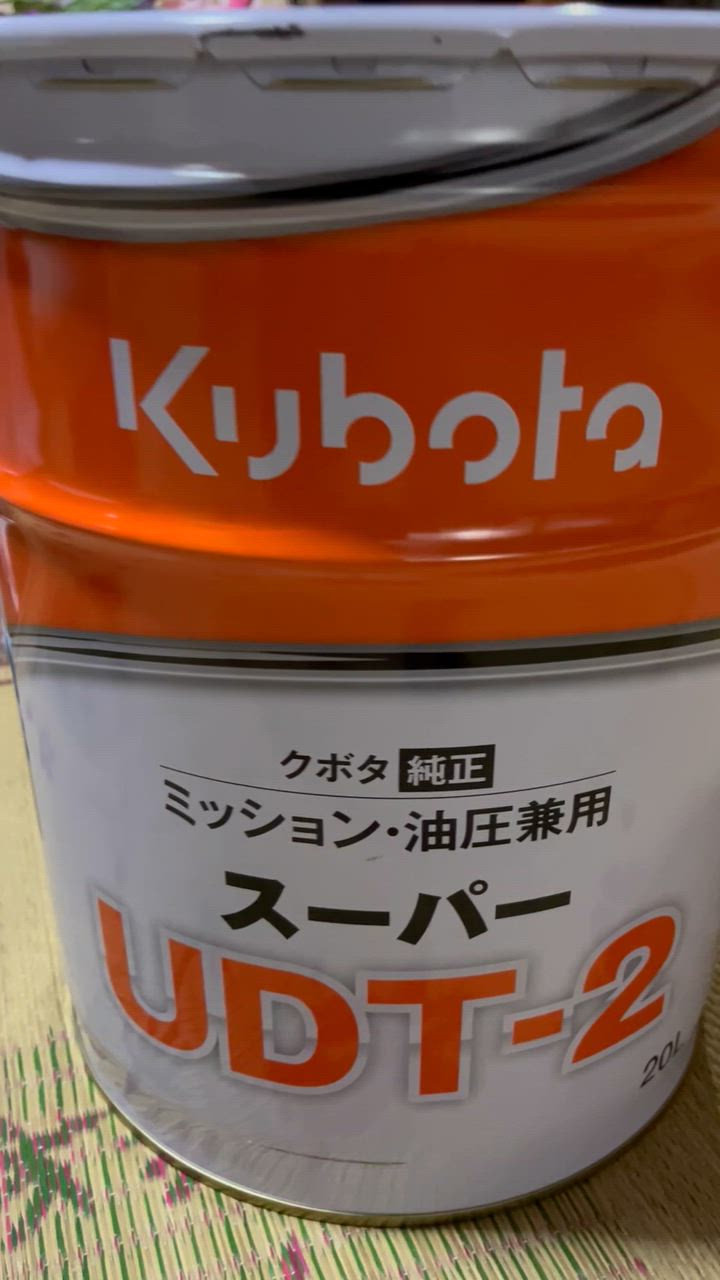 Kubota
クボタ 純正
ミッション・油圧兼用
スーパー
UDT-2
20L